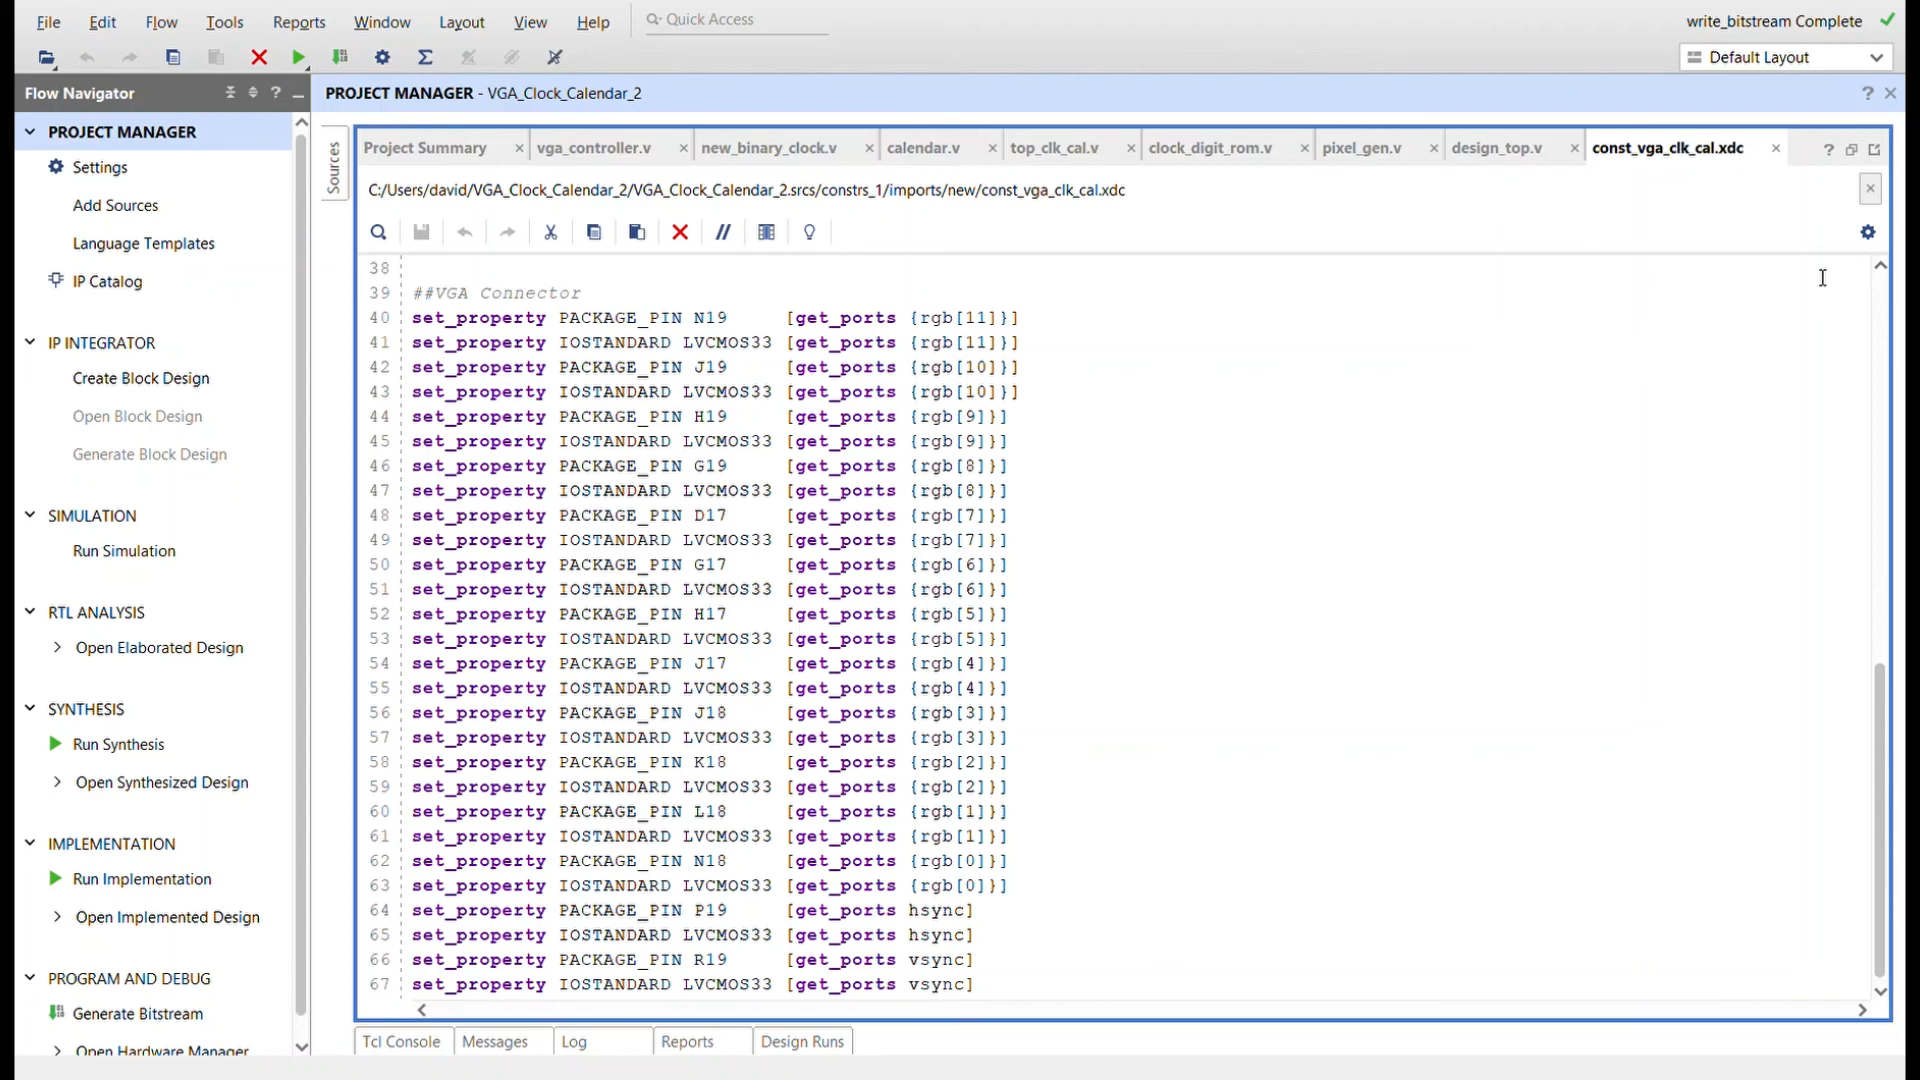 File Edit Flow Tools Reports Window Layout View Help Quick Access write_bitstream Complete
Default Layout
Flow Navigator
PROJECT MANAGER - VGA_Clock_Calendar_2
PROJECT MANAGER
Settings
Add Sources
Language Templates
IP Catalog
IP INTEGRATOR
Create Block Design
Open Block Design
Generate Block Design
SIMULATION
Run Simulation
RTL ANALYSIS
Open Elaborated Design
SYNTHESIS
Run Synthesis
Open Synthesized Design
IMPLEMENTATION
Run Implementation
Open Implemented Design
PROGRAM AND DEBUG
Generate Bitstream
Open Hardware Manager
Sources
Project Summary vga_controller.v new_binary_clock.v calendar.v top_clk_cal.v clock_digit_rom.v pixel_gen.v design_top.v const_vga_clk_cal.xdc
C:/Users/david/VGA_Clock_Calendar_2/VGA_Clock_Calendar_2.srcs/constrs_1/imports/new/const_vga_clk_cal.xdc
38
39 ##VGA Connector
40 set_property PACKAGE_PIN N19 [get_ports {rgb[11]}]
41 set_property IOSTANDARD LVCMOS33 [get_ports {rgb[11]}]
42 set_property PACKAGE_PIN J19 [get_ports {rgb[10]}]
43 set_property IOSTANDARD LVCMOS33 [get_ports {rgb[10]}]
44 set_property PACKAGE_PIN H19 [get_ports {rgb[9]}]
45 set_property IOSTANDARD LVCMOS33 [get_ports {rgb[9]}]
46 set_property PACKAGE_PIN G19 [get_ports {rgb[8]}]
47 set_property IOSTANDARD LVCMOS33 [get_ports {rgb[8]}]
48 set_property PACKAGE_PIN D17 [get_ports {rgb[7]}]
49 set_property IOSTANDARD LVCMOS33 [get_ports {rgb[7]}]
50 set_property PACKAGE_PIN G17 [get_ports {rgb[6]}]
51 set_property IOSTANDARD LVCMOS33 [get_ports {rgb[6]}]
52 set_property PACKAGE_PIN H17 [get_ports {rgb[5]}]
53 set_property IOSTANDARD LVCMOS33 [get_ports {rgb[5]}]
54 set_property PACKAGE_PIN J17 [get_ports {rgb[4]}]
55 set_property IOSTANDARD LVCMOS33 [get_ports {rgb[4]}]
56 set_property PACKAGE_PIN J18 [get_ports {rgb[3]}]
57 set_property IOSTANDARD LVCMOS33 [get_ports {rgb[3]}]
58 set_property PACKAGE_PIN K18 [get_ports {rgb[2]}]
59 set_property IOSTANDARD LVCMOS33 [get_ports {rgb[2]}]
60 set_property PACKAGE_PIN L18 [get_ports {rgb[1]}]
61 set_property IOSTANDARD LVCMOS33 [get_ports {rgb[1]}]
62 set_property PACKAGE_PIN N18 [get_ports {rgb[0]}]
63 set_property IOSTANDARD LVCMOS33 [get_ports {rgb[0]}]
64 set_property PACKAGE_PIN P19 [get_ports hsync]
65 set_property IOSTANDARD LVCMOS33 [get_ports hsync]
66 set_property PACKAGE_PIN R19 [get_ports vsync]
67 set_property IOSTANDARD LVCMOS33 [get_ports vsync]
Tcl Console Messages Log Reports Design Runs